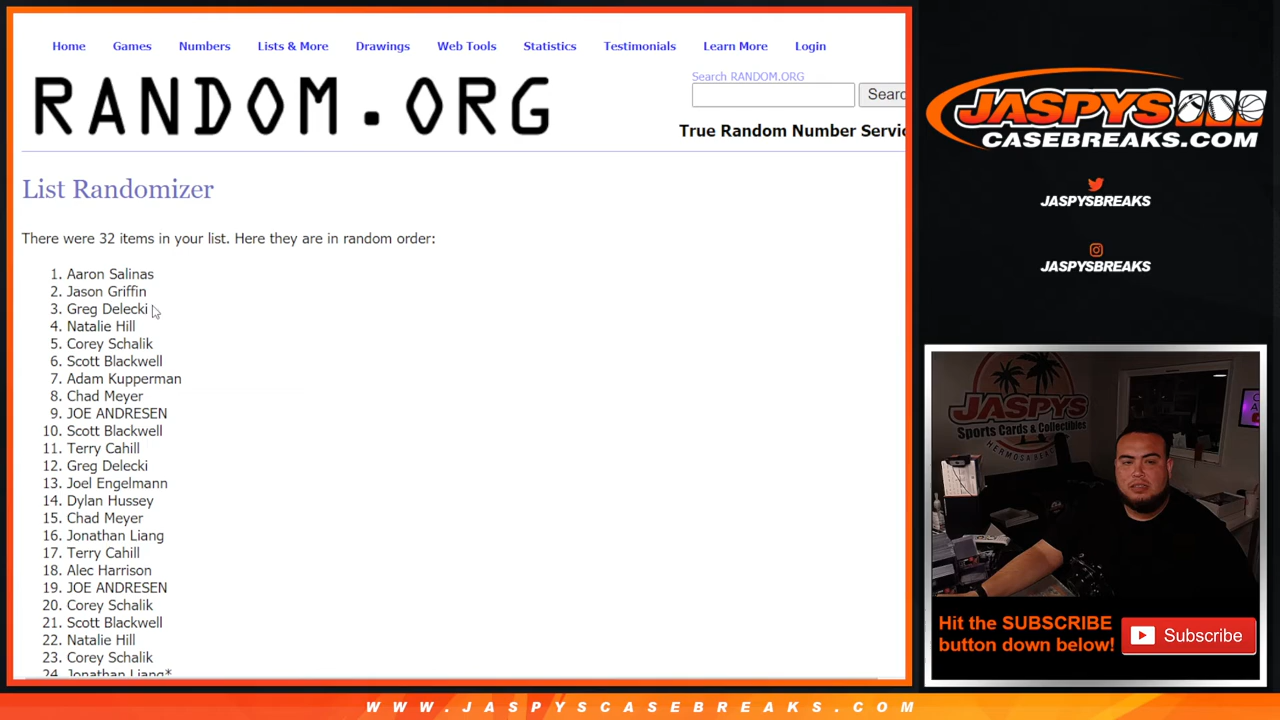 Home Games Numbers Lists & More Drawings Web Tools Statistics Testimonials Learn More Login
RANDOM.ORG
Search RANDOM.ORG
Searc
True Random Number Servic
List Randomizer
There were 32 items in your list. Here they are in random order:
1. Aaron Salinas
2. Jason Griffin
3. Greg Delecki
4. Natalie Hill
5. Corey Schalik
6. Scott Blackwell
7. Adam Kupperman
8. Chad Meyer
9. JOE ANDRESEN
10. Scott Blackwell
11. Terry Cahill
12. Greg Delecki
13. Joel Engelmann
14. Dylan Hussey
15. Chad Meyer
16. Jonathan Liang
17. Terry Cahill
18. Alec Harrison
19. JOE ANDRESEN
20. Corey Schalik
21. Scott Blackwell
22. Natalie Hill
23. Corey Schalik
24. Jonathan Liang*
JASPYS
CASEBREAKS.COM
JASPYSBREAKS
JASPYSBREAKS
JASPYS
Sports Cards & Collectibles
HERMOSA BEACH
Hit the SUBSCRIBE
button down below!
Subscribe
WWW.JASPYSCASEBREAKS.COM